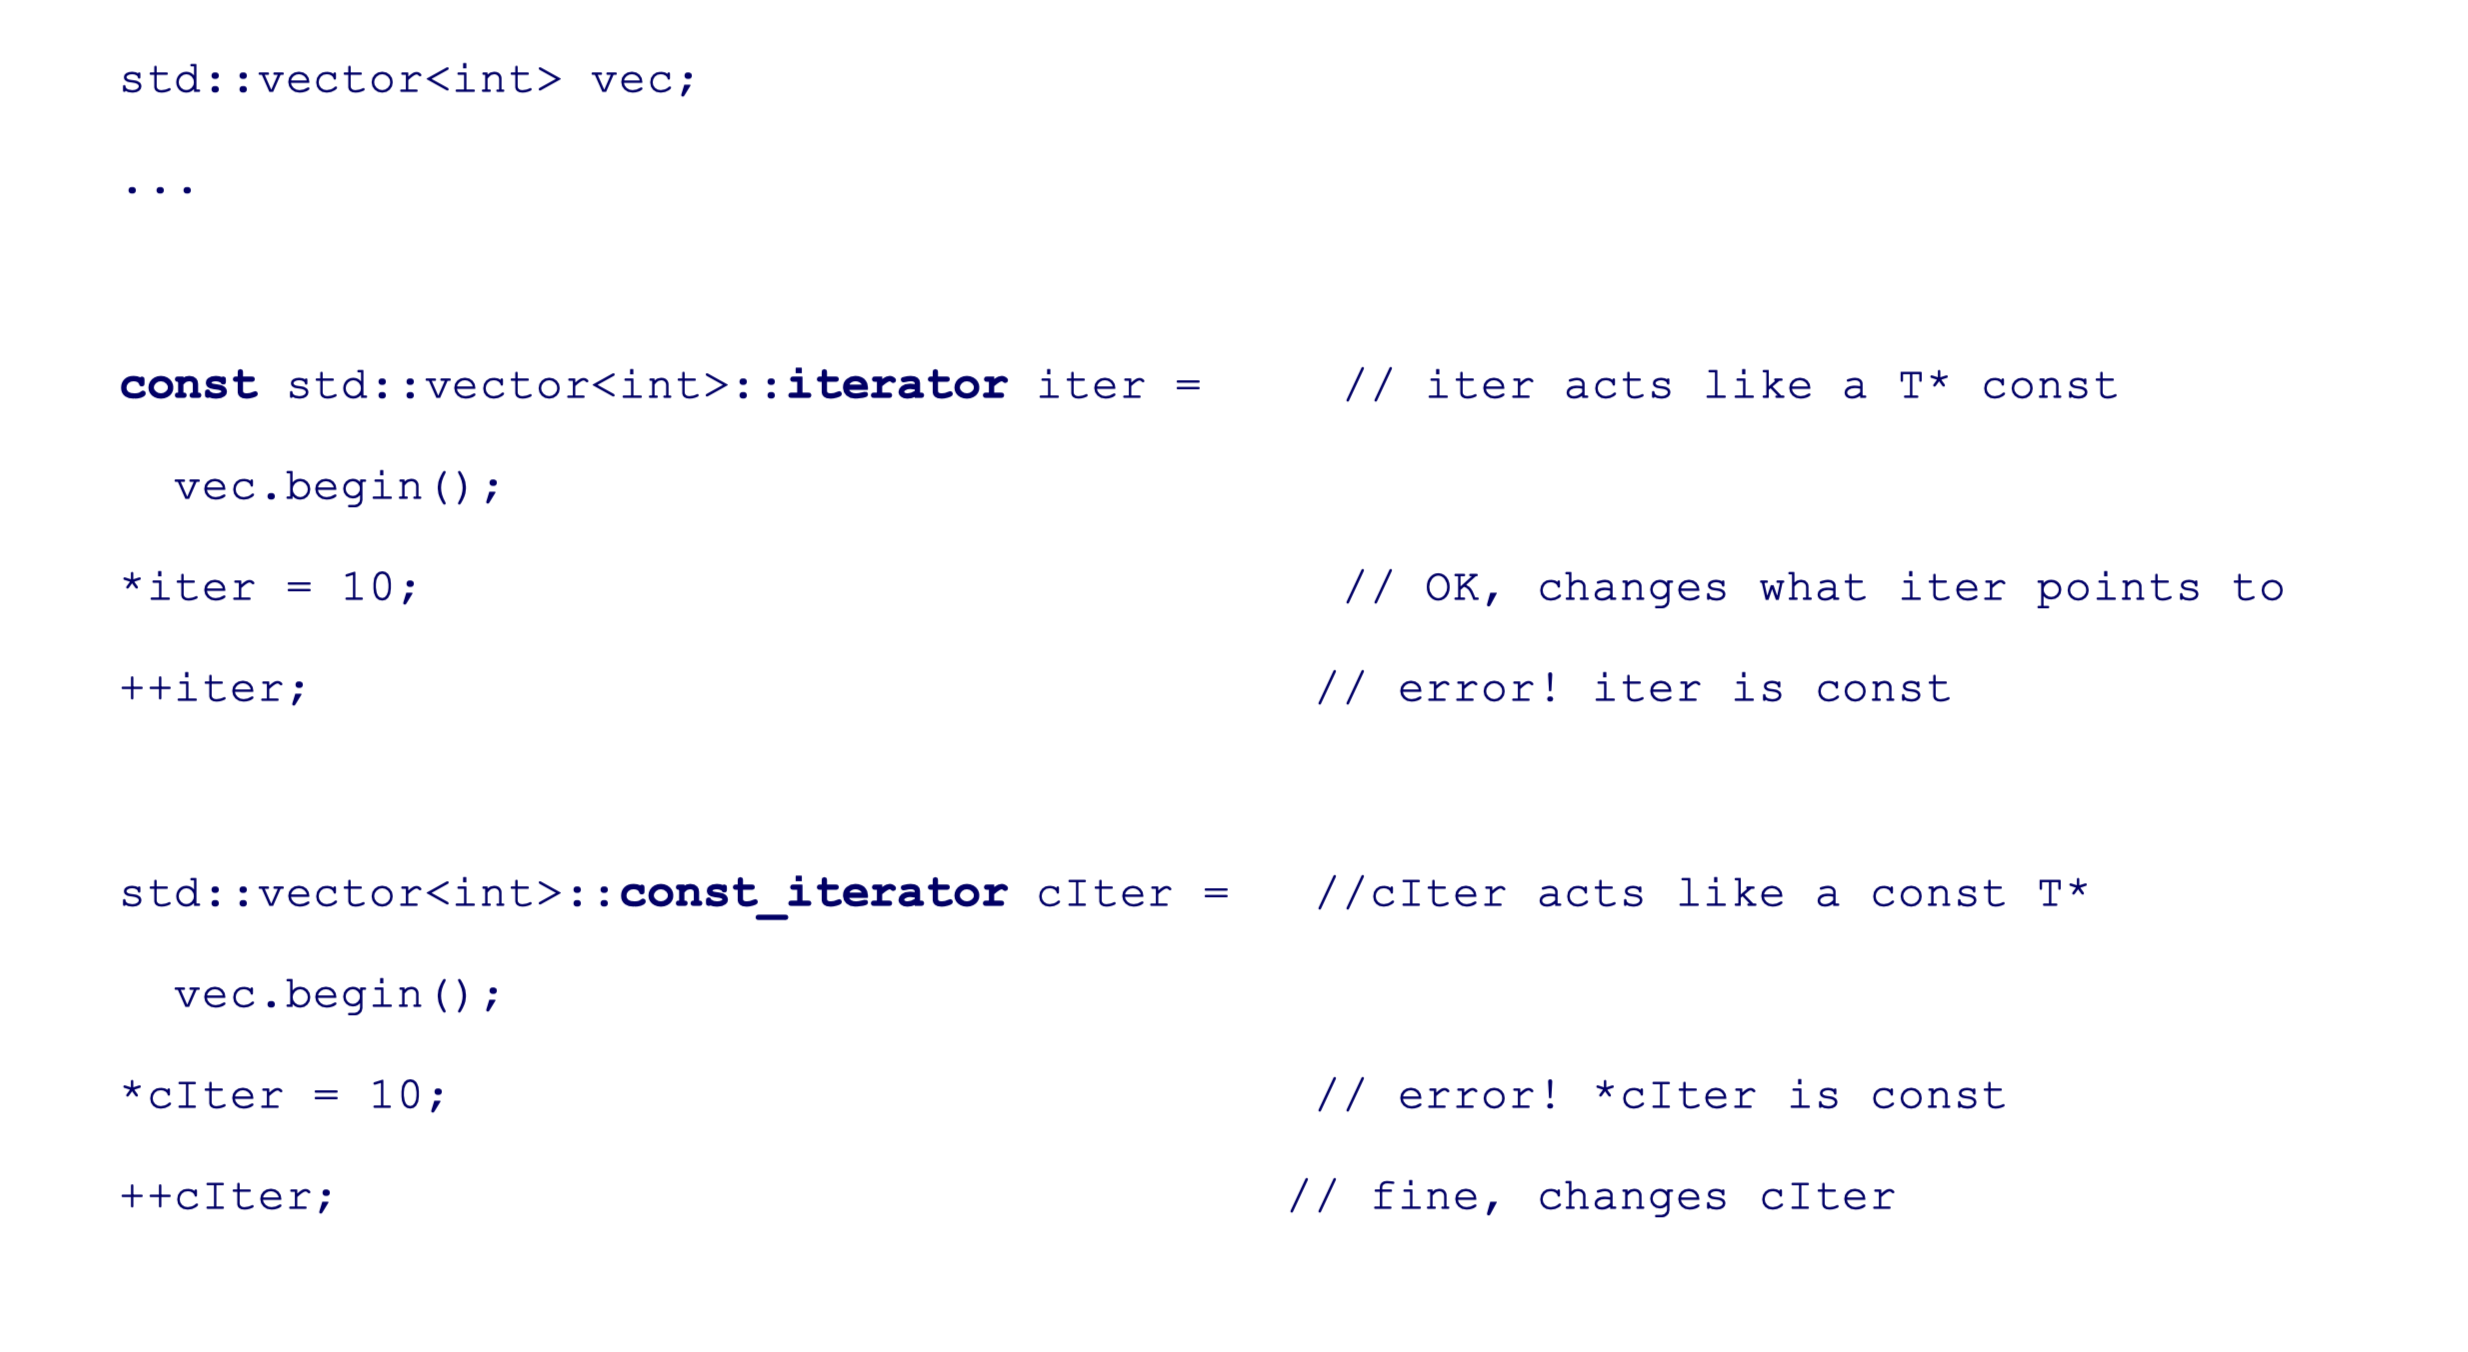 std::vector<int> vec;
...
const std::vector<int>::iterator iter =     // iter acts like a T* const
  vec.begin();
*iter = 10;                                 // OK, changes what iter points to
++iter;                                    // error! iter is const
std::vector<int>::const_iterator cIter =   //cIter acts like a const T*
  vec.begin();
*cIter = 10;                               // error! *cIter is const
++cIter;                                  // fine, changes cIter